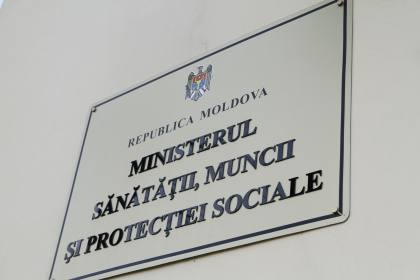 REPUBLICA MOLDOVA
MINISTERUL
SĂNĂTĂȚII, MUNCII
ȘI PROTECȚIEI SOCIALE